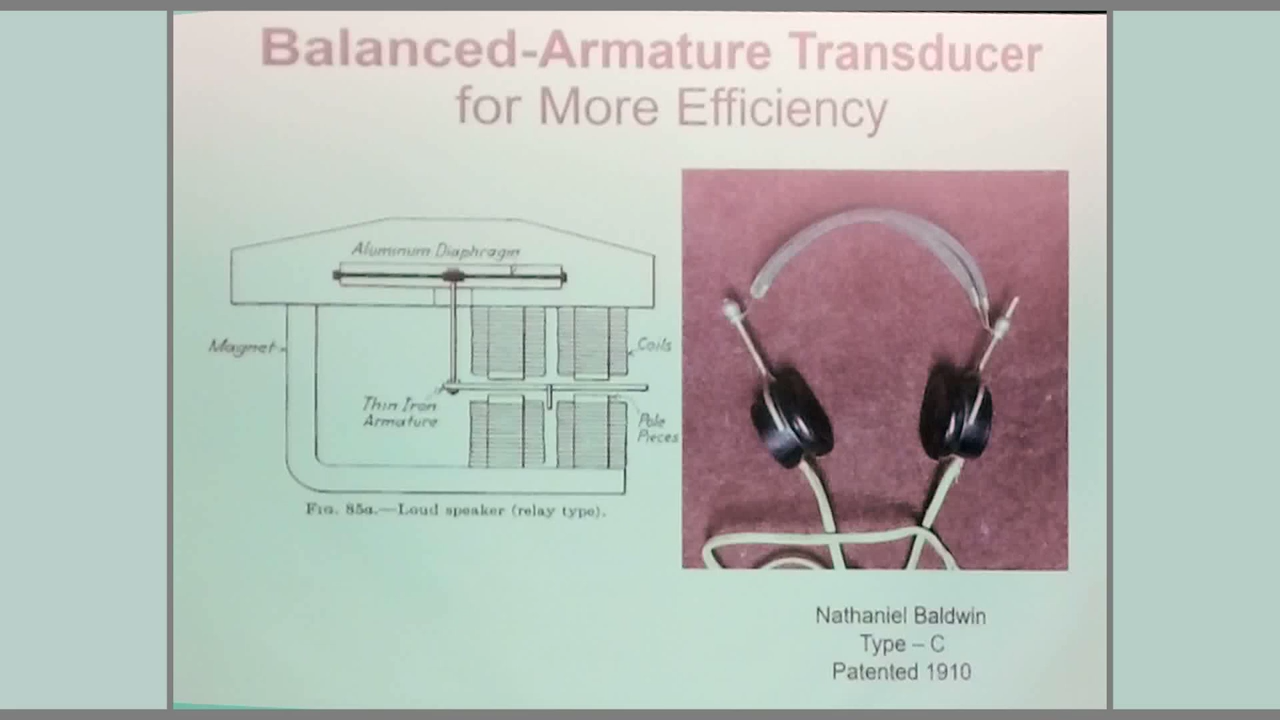 Balanced-Armature Transducer
for More Efficiency
Aluminum Diaphragm
Magnet
Coils
Thin Iron
Armature
Pole
Pieces
Fig. 85a.—Loud speaker (relay type).
Nathaniel Baldwin
Type – C
Patented 1910